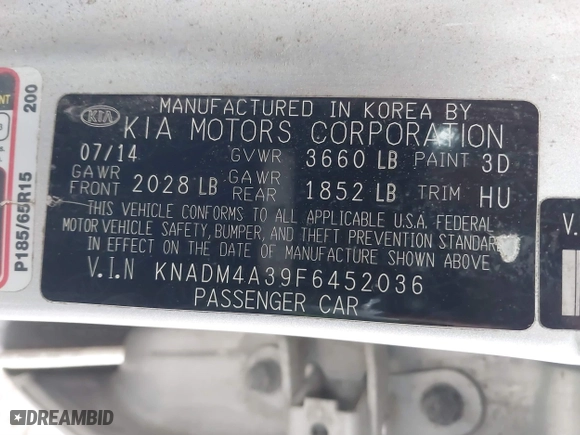 MANUFACTURED IN KOREA BY
KIA KIA MOTORS CORPORATION
07/14 GVWR 3660 LB PAINT 3D
GAWR FRONT 2028 LB GAWR REAR 1852 LB TRIM HU
THIS VEHICLE CONFORMS TO ALL APPLICABLE U.S.A. FEDERAL
MOTOR VEHICLE SAFETY, BUMPER, AND THEFT PREVENTION STANDAR
IN EFFECT ON THE DATE OF MANUFACTURE SHOWN ABOVE
V.I.N KNADM4A39F6452036
PASSENGER CAR
P185/65R15 200
V.
DREAMBID